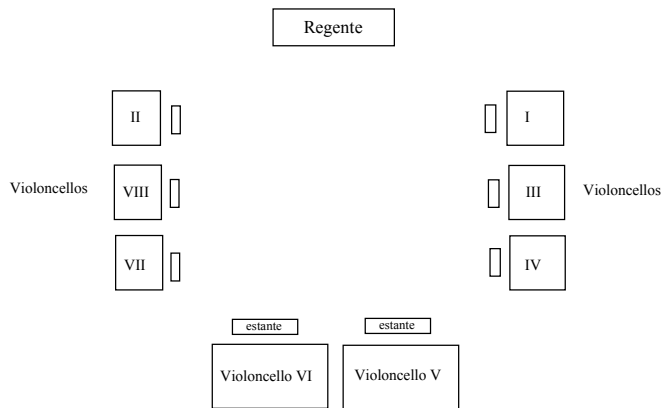 Regente
II
I
Violoncellos
VIII
III
Violoncellos
VII
IV
estante
estante
Violoncello VI
Violoncello V